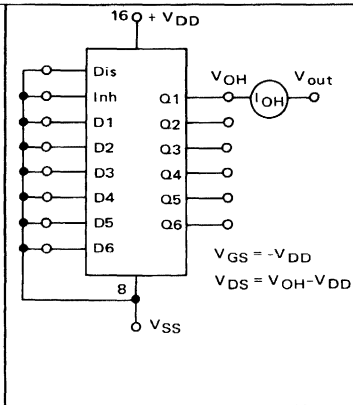 16 + VDD
Dis
Inh
D1
D2
D3
D4
D5
D6
Q1
Q2
Q3
Q4
Q5
Q6
VOH
IOH
Vout
VGS = -VDD
VDS = VOH-VDD
8
VSS